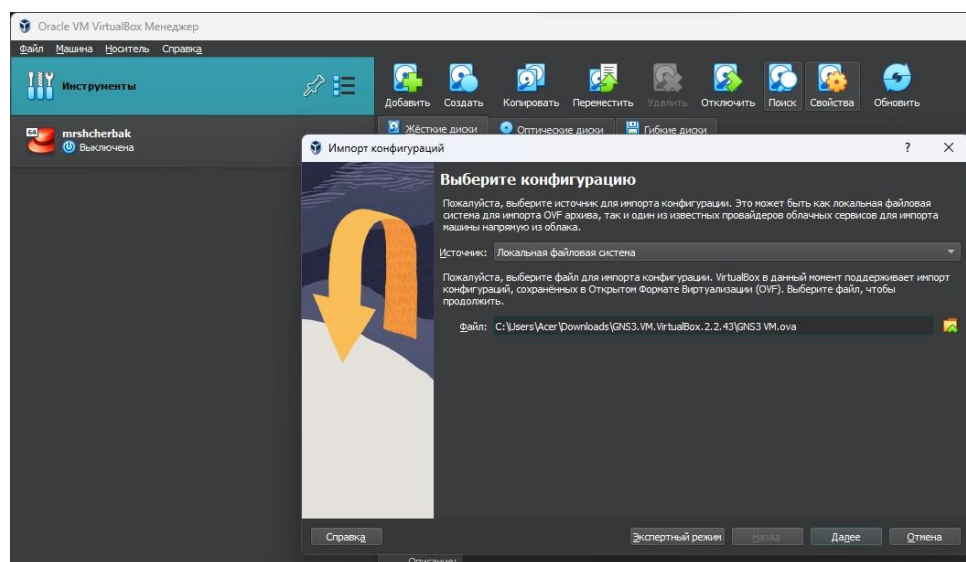 Oracle VM VirtualBox Менеджер
Файл Машина Носитель Справка
Инструменты
Добавить Создать Копировать Переместить Удалить Отключить Поиск Свойства Обновить
64 mrshcherbak
Выключена
Жёсткие диски Оптические диски Гибкие диски
Импорт конфигураций ? X
Выберите конфигурацию
Пожалуйста, выберите источник для импорта конфигурации. Это может быть как локальная файловая
система для импорта OVF архива, так и один из известных провайдеров облачных сервисов для импорта
машины напрямую из облака.
Источник: Локальная файловая система
Пожалуйста, выберите файл для импорта конфигурации. VirtualBox в данный момент поддерживает импорт
конфигураций, сохранённых в Открытом Формате Виртуализации (OVF). Выберите файл, чтобы
продолжить.
Файл: C:\Users\Acer\Downloads\GNS3.VM.VirtualBox.2.2.43\GNS3 VM.ova
Справка Экспертный режим Назад Далее Отмена
Описание: